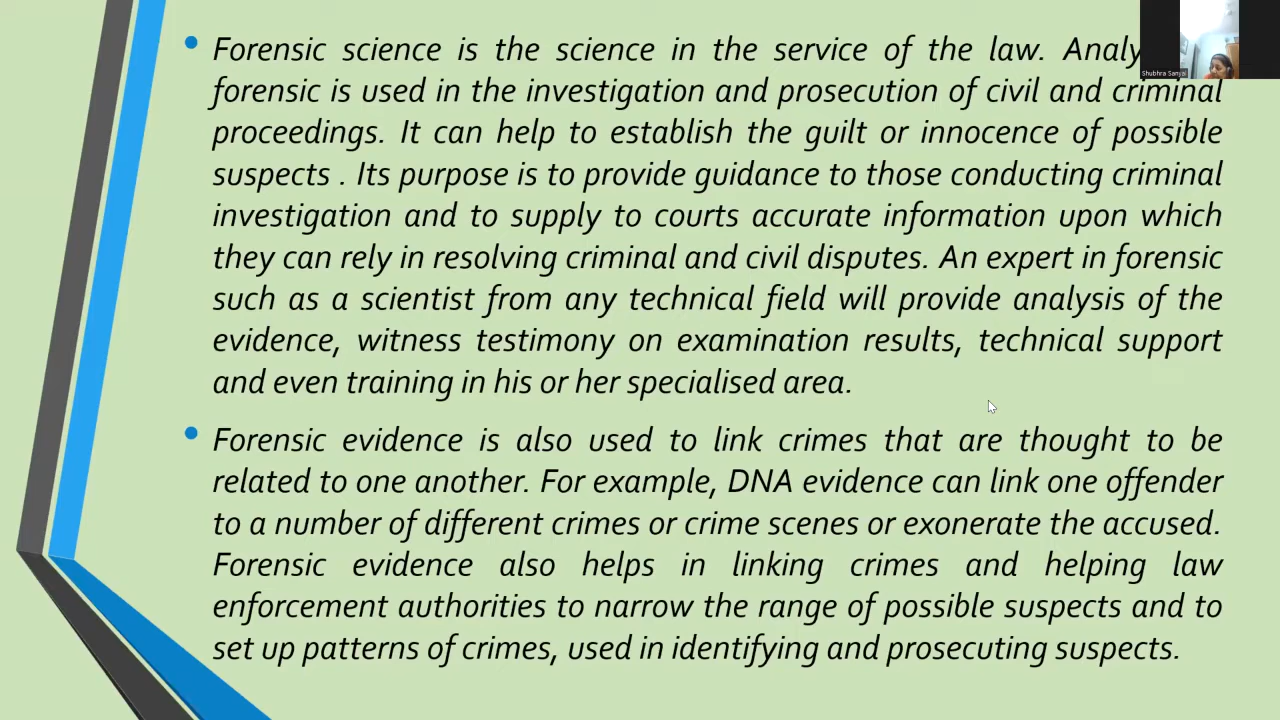 Forensic science is the science in the service of the law.
forensic is used in the investigation and prosecution of civil and criminal
proceedings. It can help to establish the guilt or innocence of possible
suspects . Its purpose is to provide guidance to those conducting criminal
investigation and to supply to courts accurate information upon which
they can rely in resolving criminal and civil disputes. An expert in forensic
such as a scientist from any technical field will provide analysis of the
evidence, witness testimony on examination results, technical support
and even training in his or her specialised area.
Forensic evidence is also used to link crimes that are thought to be
related to one another. For example, DNA evidence can link one offender
to a number of different crimes or crime scenes or exonerate the accused.
Forensic evidence also helps in linking crimes and helping law
enforcement authorities to narrow the range of possible suspects and to
set up patterns of crimes, used in identifying and prosecuting suspects.
Shubhra Sanyal